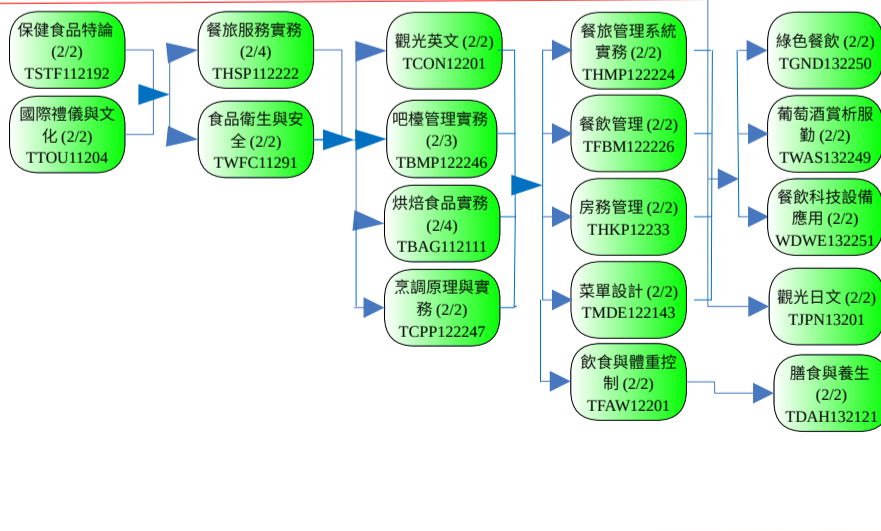 保健食品特論
(2/2)
TSTF112192
國際禮儀與文
化 (2/2)
TTOU11204
餐旅服務實務
(2/4)
THSP112222
食品衛生與安
全 (2/2)
TWFC11291
觀光英文 (2/2)
TCON12201
吧檯管理實務
(2/3)
TBMP122246
烘焙食品實務
(2/4)
TBAG112111
烹調原理與實
務 (2/2)
TCPP122247
餐旅管理系統
實務 (2/2)
THMP122224
餐飲管理 (2/2)
TFBM122226
房務管理 (2/2)
THKP12233
菜單設計 (2/2)
TMDE122143
飲食與體重控
制 (2/2)
TFAW12201
綠色餐飲 (2/2)
TGND132250
葡萄酒賞析服
勤 (2/2)
TWAS132249
餐飲科技設備
應用 (2/2)
WDWE132251
觀光日文 (2/2)
TJPN13201
膳食與養生
(2/2)
TDAH132121